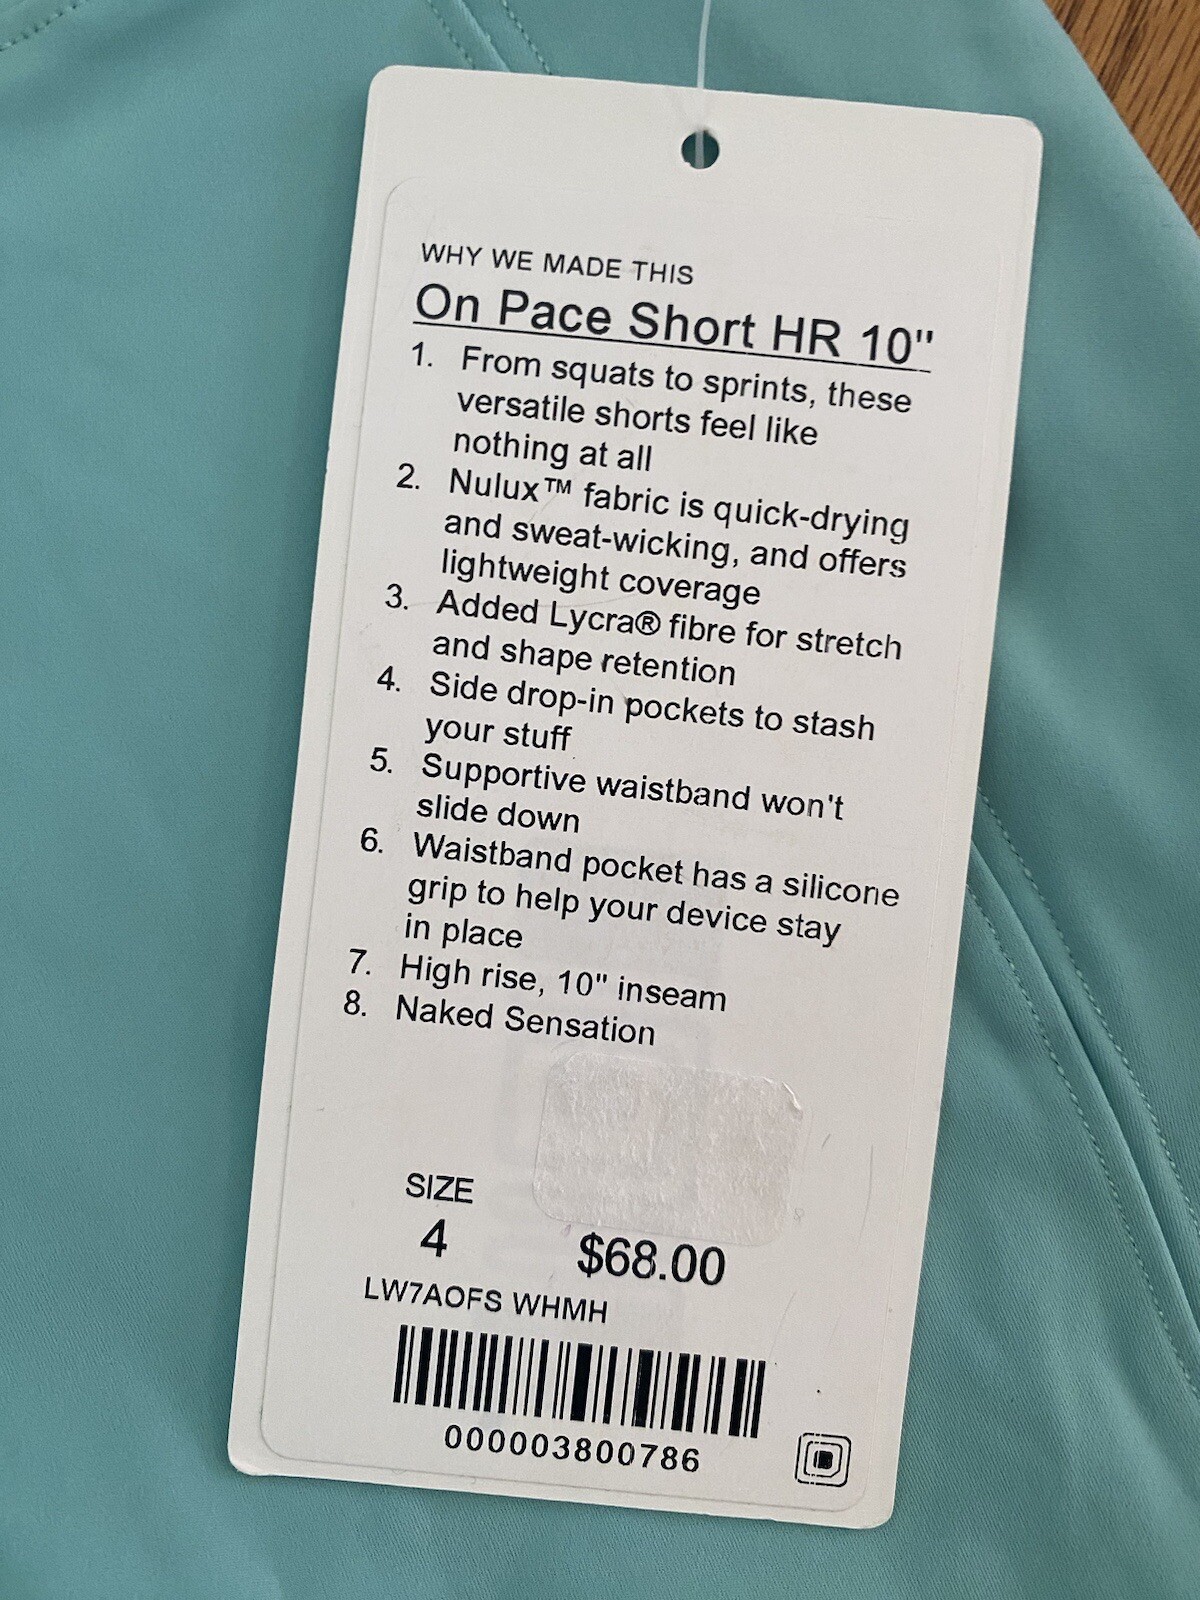 WHY WE MADE THIS
On Pace Short HR 10"
1. From squats to sprints, these
versatile shorts feel like
nothing at all
2. Nulux™ fabric is quick-drying
and sweat-wicking, and offers
lightweight coverage
3. Added Lycra® fibre for stretch
and shape retention
4. Side drop-in pockets to stash
your stuff
5. Supportive waistband won't
slide down
6. Waistband pocket has a silicone
grip to help your device stay
in place
7. High rise, 10" inseam
8. Naked Sensation
SIZE
4 $68.00
LW7AOFS WHMH
000003800786